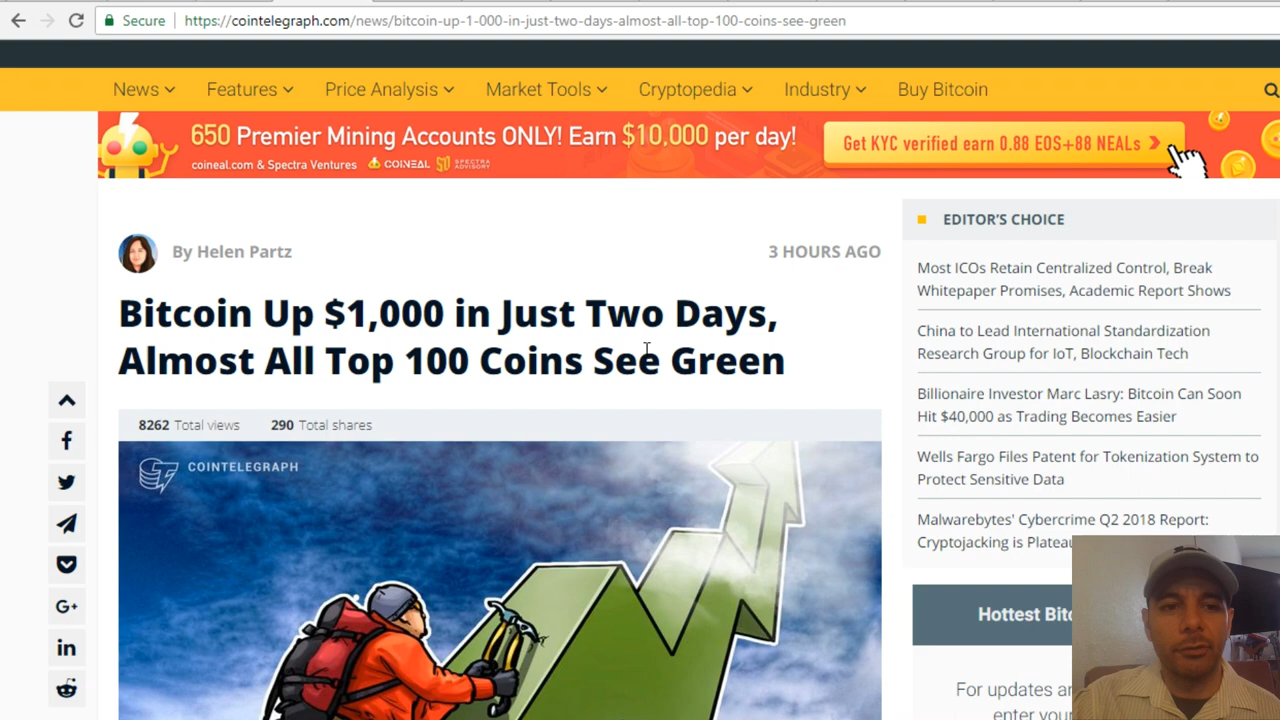 Secure
https://cointelegraph.com/news/bitcoin-up-1-000-in-just-two-days-almost-all-top-100-coins-see-green
News Features Price Analysis Market Tools Cryptopedia Industry Buy Bitcoin
650 Premier Mining Accounts ONLY! Earn $10,000 per day!
coineal.com & Spectra Ventures COINEAL SPECTRA ADVISORY
Get KYC verified earn 0.88 EOS+88 NEALs
By Helen Partz
3 HOURS AGO
Bitcoin Up $1,000 in Just Two Days,
Almost All Top 100 Coins See Green
8262 Total views 290 Total shares
COINTELEGRAPH
EDITOR'S CHOICE
Most ICOs Retain Centralized Control, Break
Whitepaper Promises, Academic Report Shows
China to Lead International Standardization
Research Group for IoT, Blockchain Tech
Billionaire Investor Marc Lasry: Bitcoin Can Soon
Hit $40,000 as Trading Becomes Easier
Wells Fargo Files Patent for Tokenization System to
Protect Sensitive Data
Malwarebytes' Cybercrime Q2 2018 Report:
Cryptojacking is
Hottest
For updates
enter